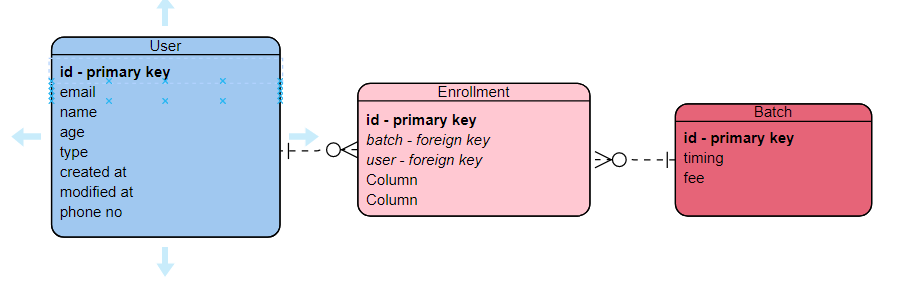 User
id - primary key
email
name
age
type
created at
modified at
phone no
Enrollment
id - primary key
batch - foreign key
user - foreign key
Column
Column
Batch
id - primary key
timing
fee